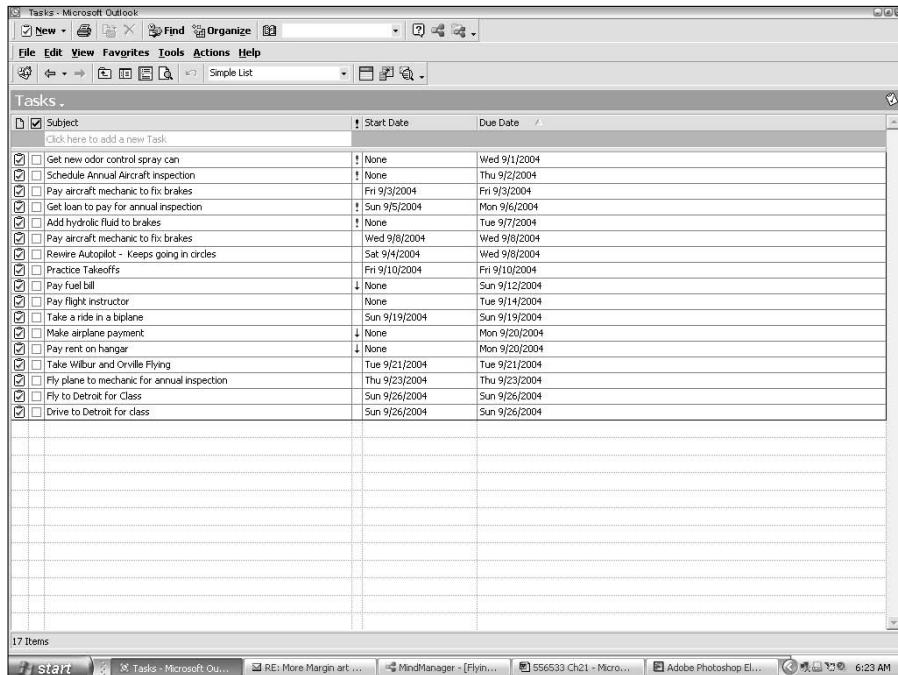 Tasks - Microsoft Outlook
New Find Organize
File Edit View Favorites Tools Actions Help
Simple List
Tasks
Subject ! Start Date Due Date
Click here to add a new Task
Get new odor control spray can ! None Wed 9/1/2004
Schedule Annual Aircraft inspection ! None Thu 9/2/2004
Pay aircraft mechanic to fix brakes Fri 9/3/2004 Fri 9/3/2004
Get loan to pay for annual inspection ! Sun 9/5/2004 Mon 9/6/2004
Add hydrolic fluid to brakes ! None Tue 9/7/2004
Pay aircraft mechanic to fix brakes Wed 9/8/2004 Wed 9/8/2004
Rewire Autopilot - Keeps going in circles Sat 9/4/2004 Wed 9/8/2004
Practice Takeoffs Fri 9/10/2004 Fri 9/10/2004
Pay fuel bill ↓ None Sun 9/12/2004
Pay flight instructor None Tue 9/14/2004
Take a ride in a biplane Sun 9/19/2004 Sun 9/19/2004
Make airplane payment ↓ None Mon 9/20/2004
Pay rent on hangar ↓ None Mon 9/20/2004
Take Wilbur and Orville Flying Tue 9/21/2004 Tue 9/21/2004
Fly plane to mechanic for annual inspection Thu 9/23/2004 Thu 9/23/2004
Fly to Detroit for Class Sun 9/26/2004 Sun 9/26/2004
Drive to Detroit for class Sun 9/26/2004 Sun 9/26/2004
17 Items
start Tasks - Microsoft Ou... RE: More Margin art ... MindManager - [Flyin... 556533 Ch21 - Micro... Adobe Photoshop El... 6:23 AM